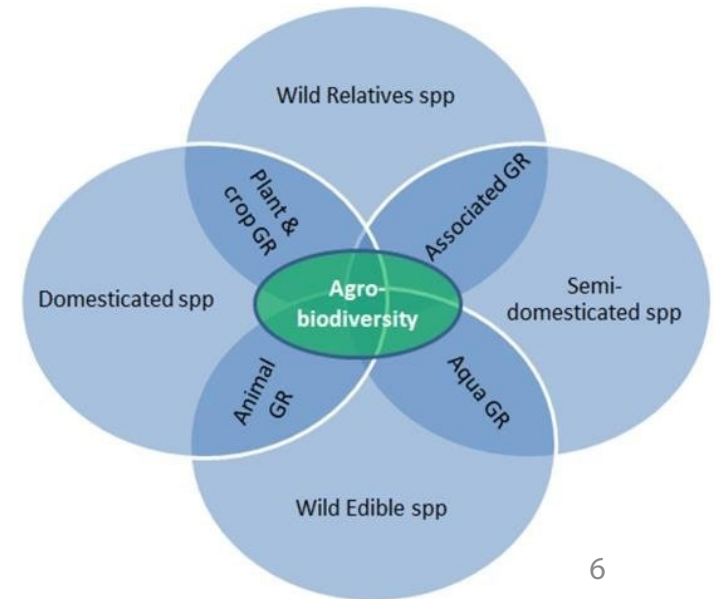 Wild Relatives spp
Plant &
crop GR
Associated GR
Domesticated spp
Agro-
biodiversity
Semi-
domesticated spp
Animal
GR
Aqua GR
Wild Edible spp
6